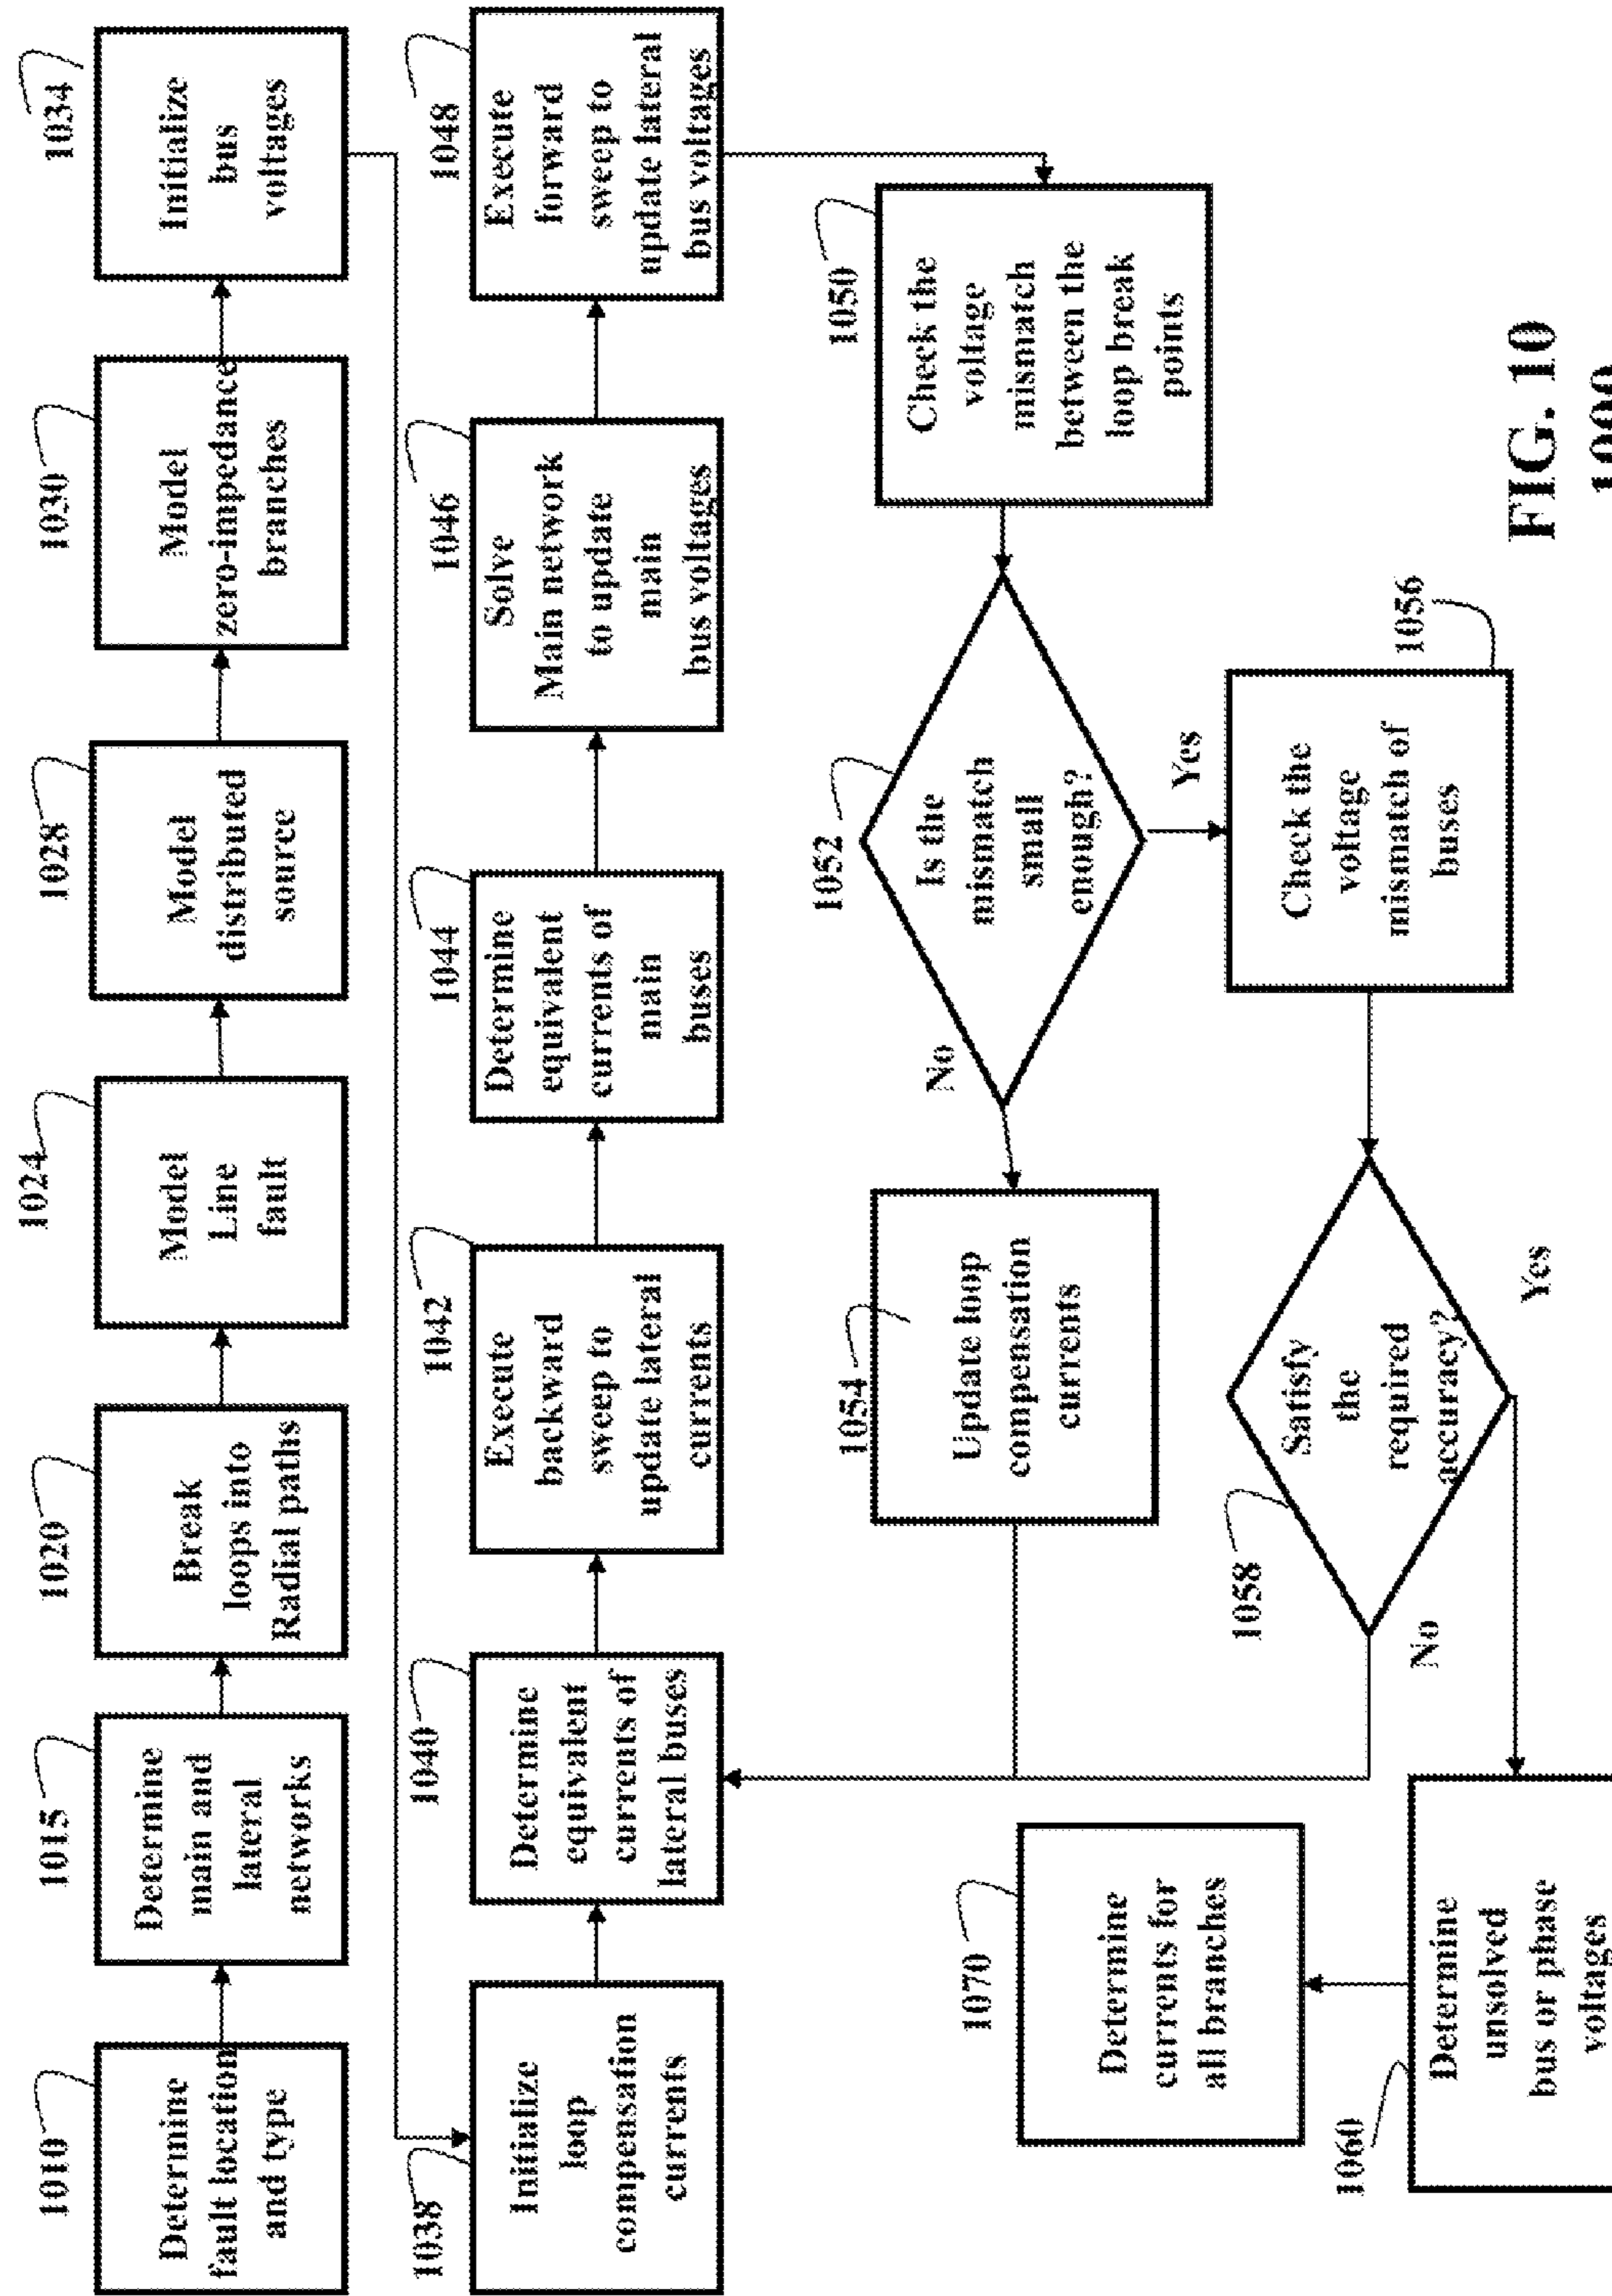 1010
Determine
fault location
and type
1015
Determine
main and
lateral
networks
1020
Break
loops into
Radial paths
1024
Model
Line
fault
1028
Model
distributed
source
1030
Model
zero-impedance
branches
1034
Initialize
bus
voltages
1038
Initialize
loop
compensation
currents
1040
Determine
equivalent
currents of
lateral buses
1042
Execute
backward
sweep to
update lateral
currents
1044
Determine
equivalent
currents of
main
buses
1046
Solve
Main network
to update
main
bus voltages
1048
Execute
forward
sweep to
update lateral
bus voltages
1050
Check the
voltage
mismatch
between the
loop break
points
1052
Is the
mismatch
small
enough?
No
Yes
1054
Update loop
compensation
currents
1056
Check the
voltage
mismatch of
buses
1058
Satisfy
the
required
accuracy?
No
Yes
1060
Determine
unsolved
bus or phase
voltages
1070
Determine
currents for
all branches
FIG. 10
1000